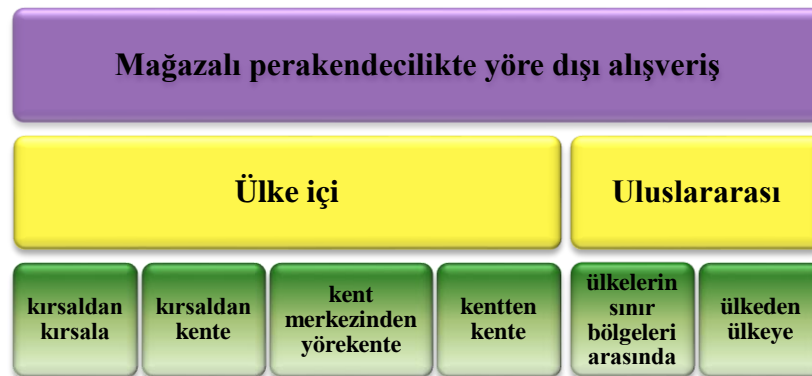 Mağazalı perakendecilikte yöre dışı alışveriş
Ülke içi
Uluslararası
kırsaldan
kırsala
kırsaldan
kente
kent
merkezinden
yörekente
kentten
kente
ülkelerin
sınır
bölgeleri
arasında
ülkeden
ülkeye